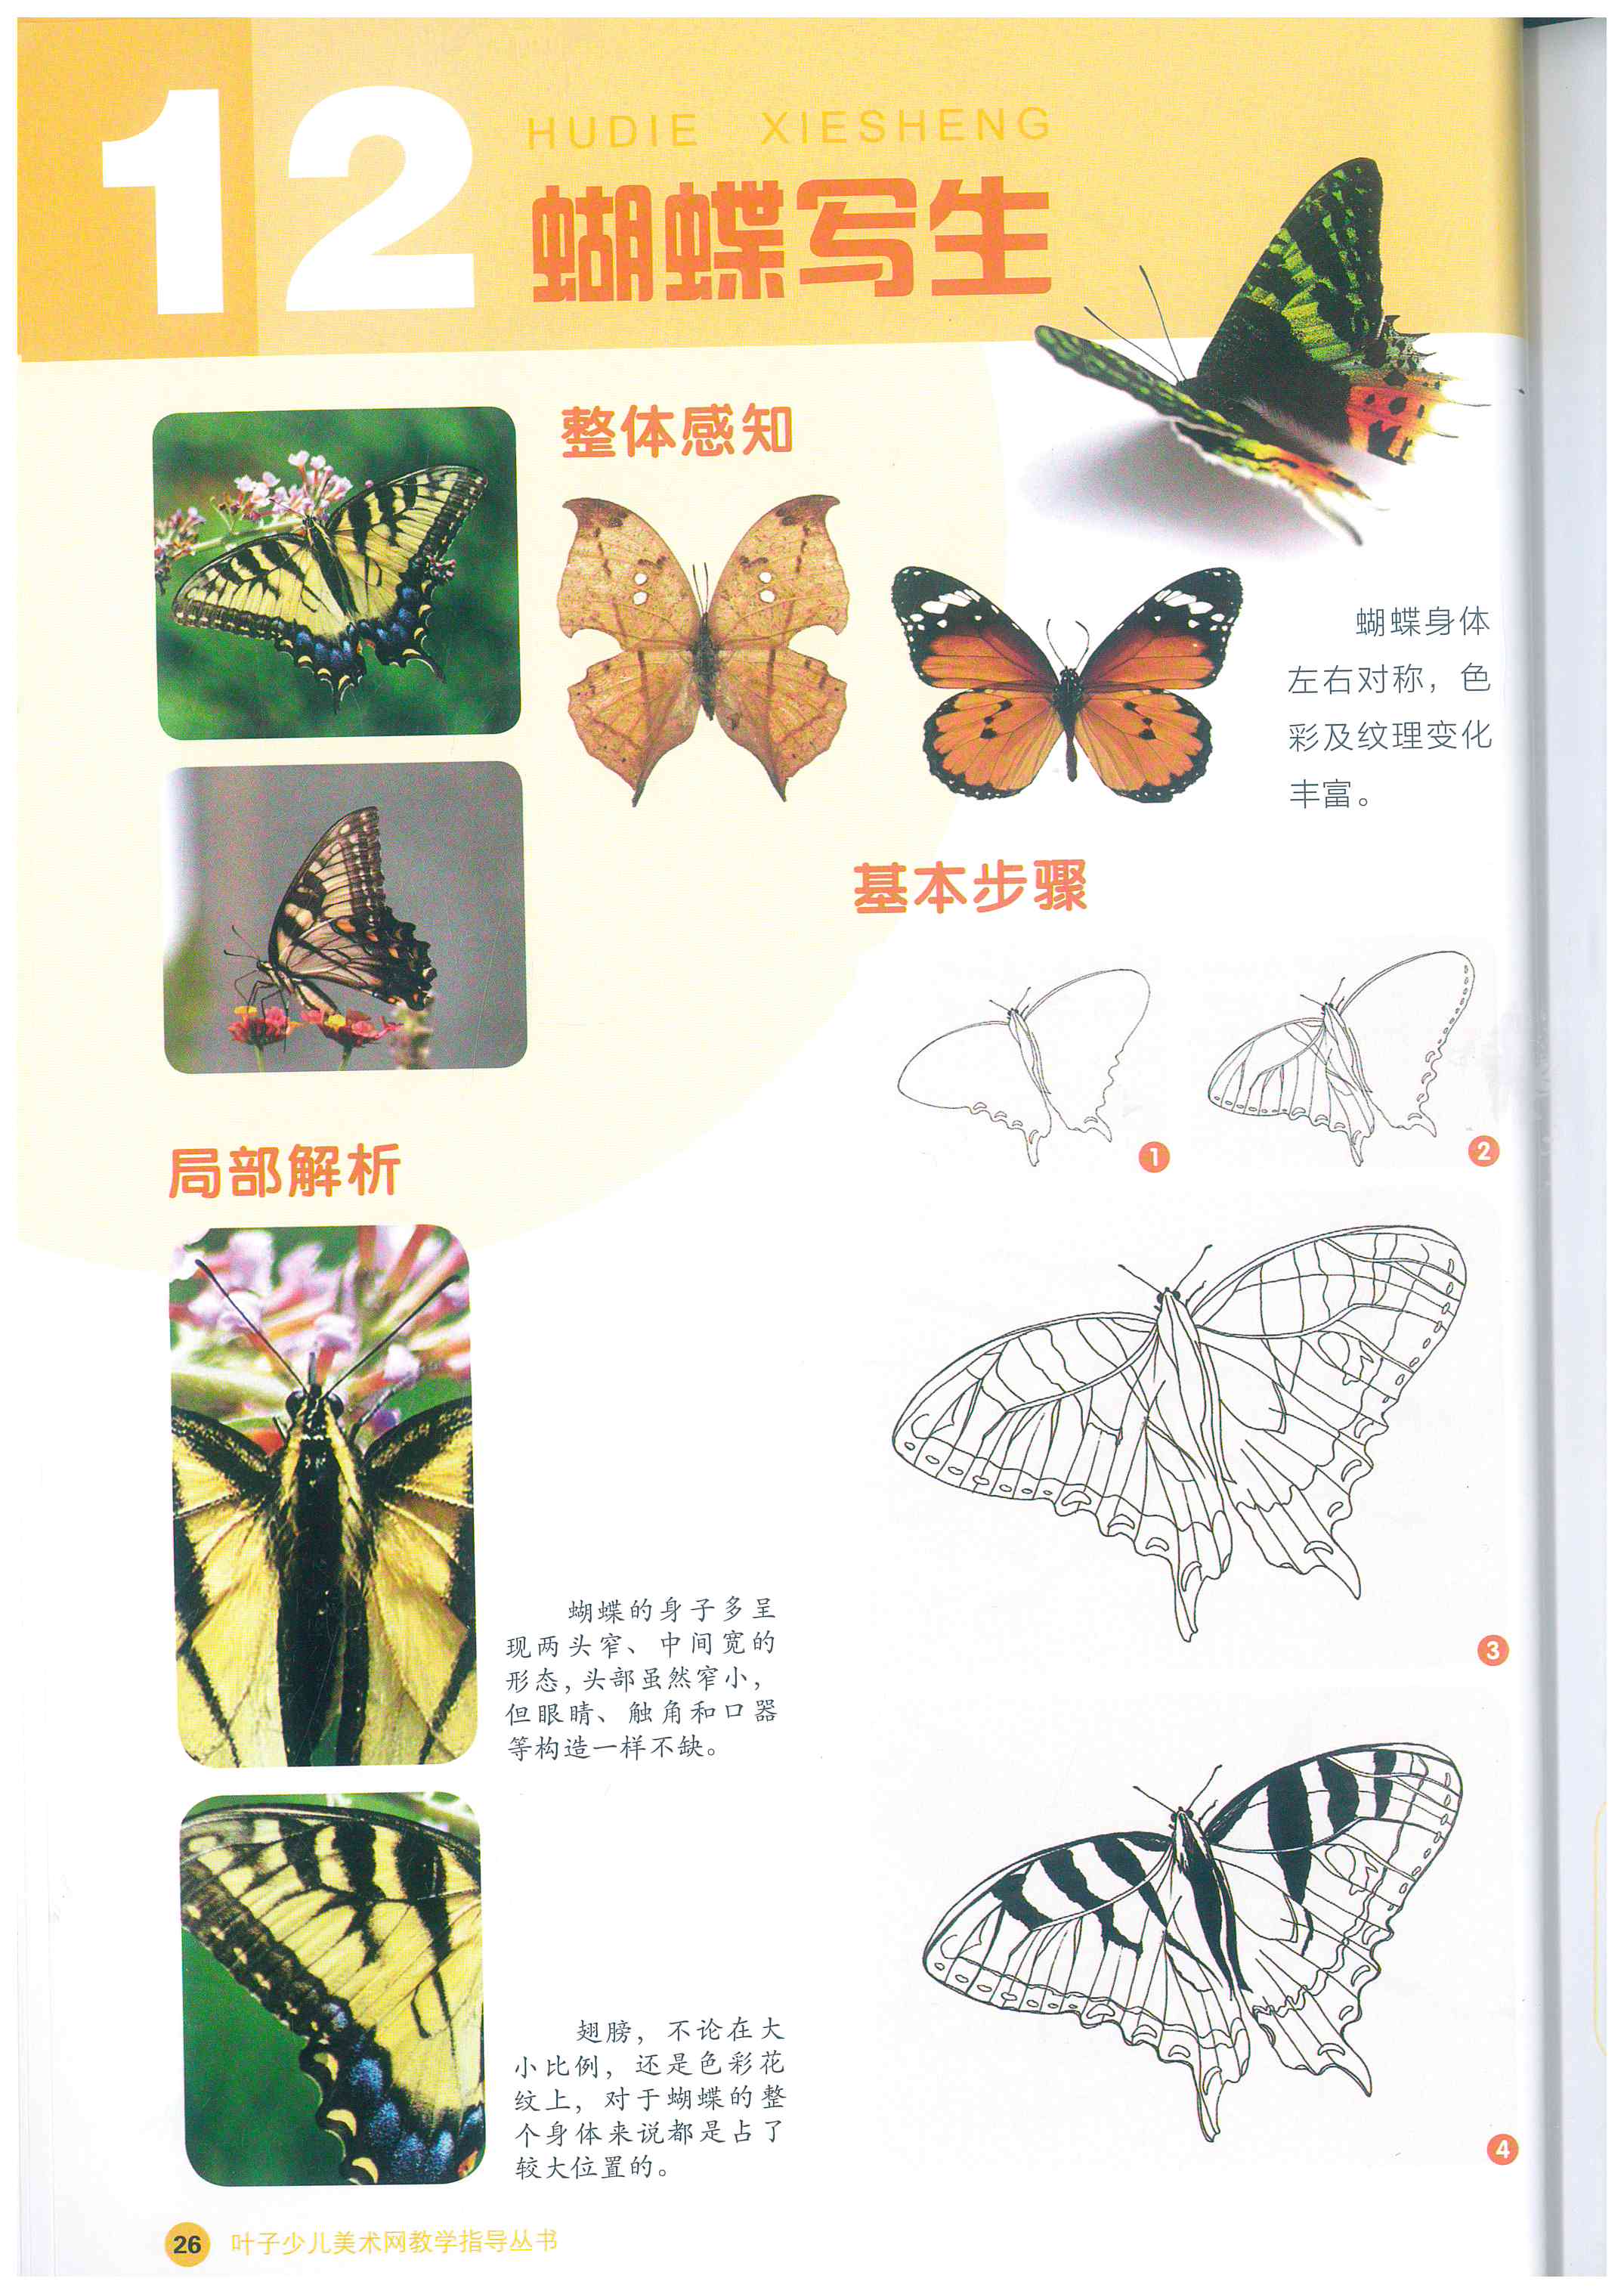 12
HUDIE XIESHENG
蝴蝶写生
整体感知
蝴蝶身体
左右对称，色
彩及纹理变化
丰富。
基本步骤
1
2
局部解析
3
蝴蝶的身子多呈
现两头窄、中间宽的
形态，头部虽然窄小，
但眼睛、触角和口器
等构造一样不缺。
翅膀，不论在大
小比例，还是色彩花
纹上，对于蝴蝶的整
个身体来说都是占了
较大位置的。
4
26 叶子少儿美术网教学指导丛书